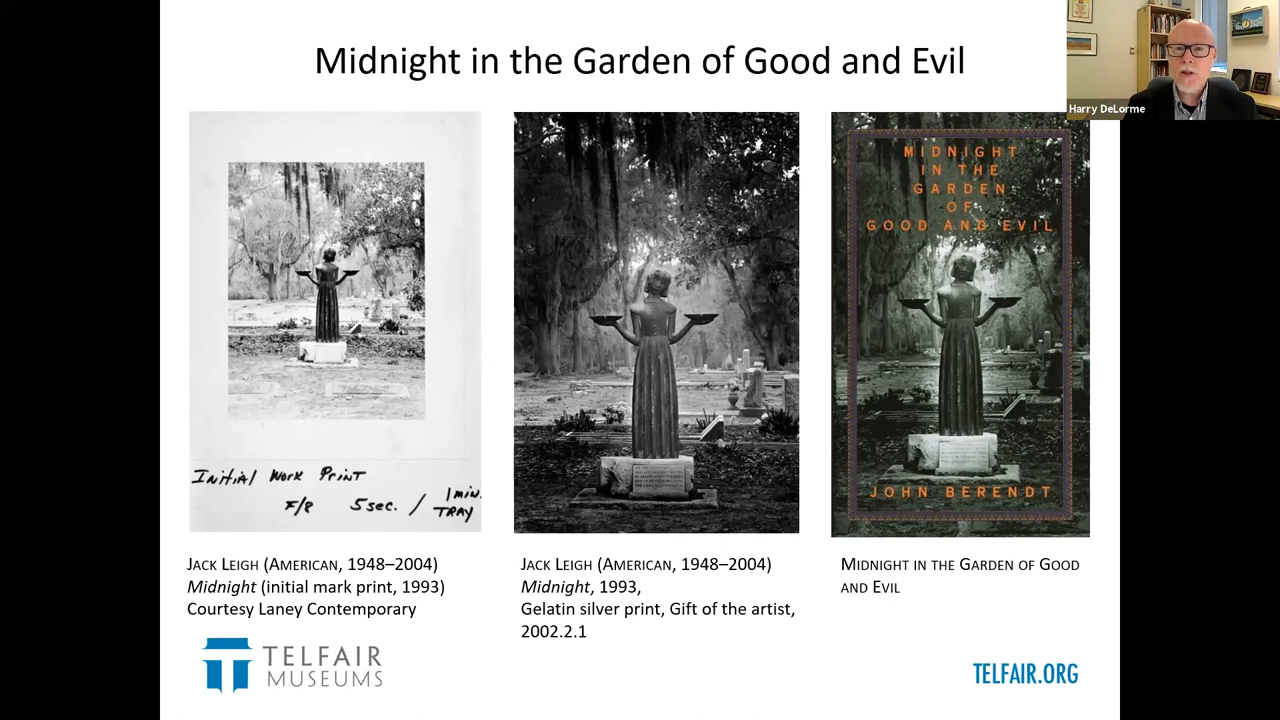 Midnight in the Garden of Good and Evil
Harry DeLorme
Initial Work Print
F/8 5sec. / 1min.
TRAY
MIDNIGHT
IN THE
GARDEN
OF
GOOD AND EVIL
JOHN BERENDT
Jack Leigh (American, 1948–2004)
Midnight (initial mark print, 1993)
Courtesy Laney Contemporary
Jack Leigh (American, 1948–2004)
Midnight, 1993,
Gelatin silver print, Gift of the artist,
2002.2.1
Midnight in the Garden of Good
and Evil
TELFAIR
MUSEUMS
TELFAIR.ORG